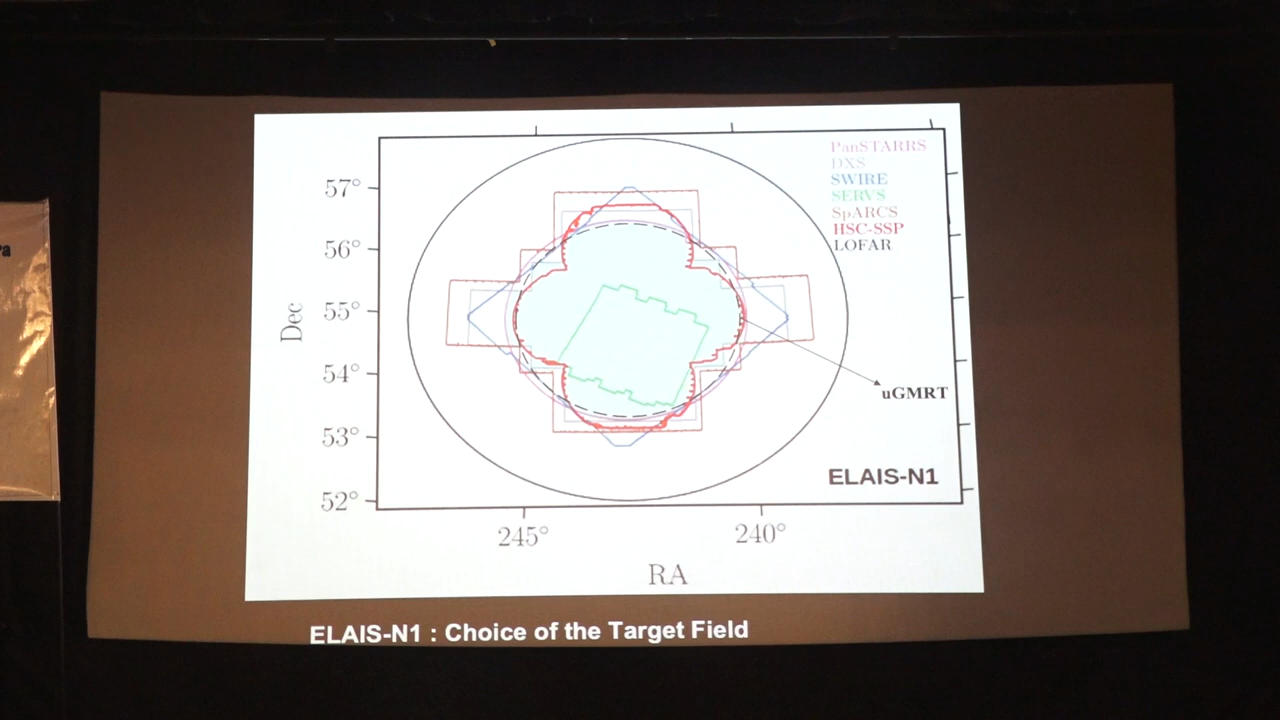 PanSTARRS
DXS
SWIRE
SERVS
SpARCS
HSC-SSP
LOFAR
57°
56°
55°
54°
53°
52°
Dec
uGMRT
ELAIS-N1
245°
240°
RA
ELAIS-N1 : Choice of the Target Field